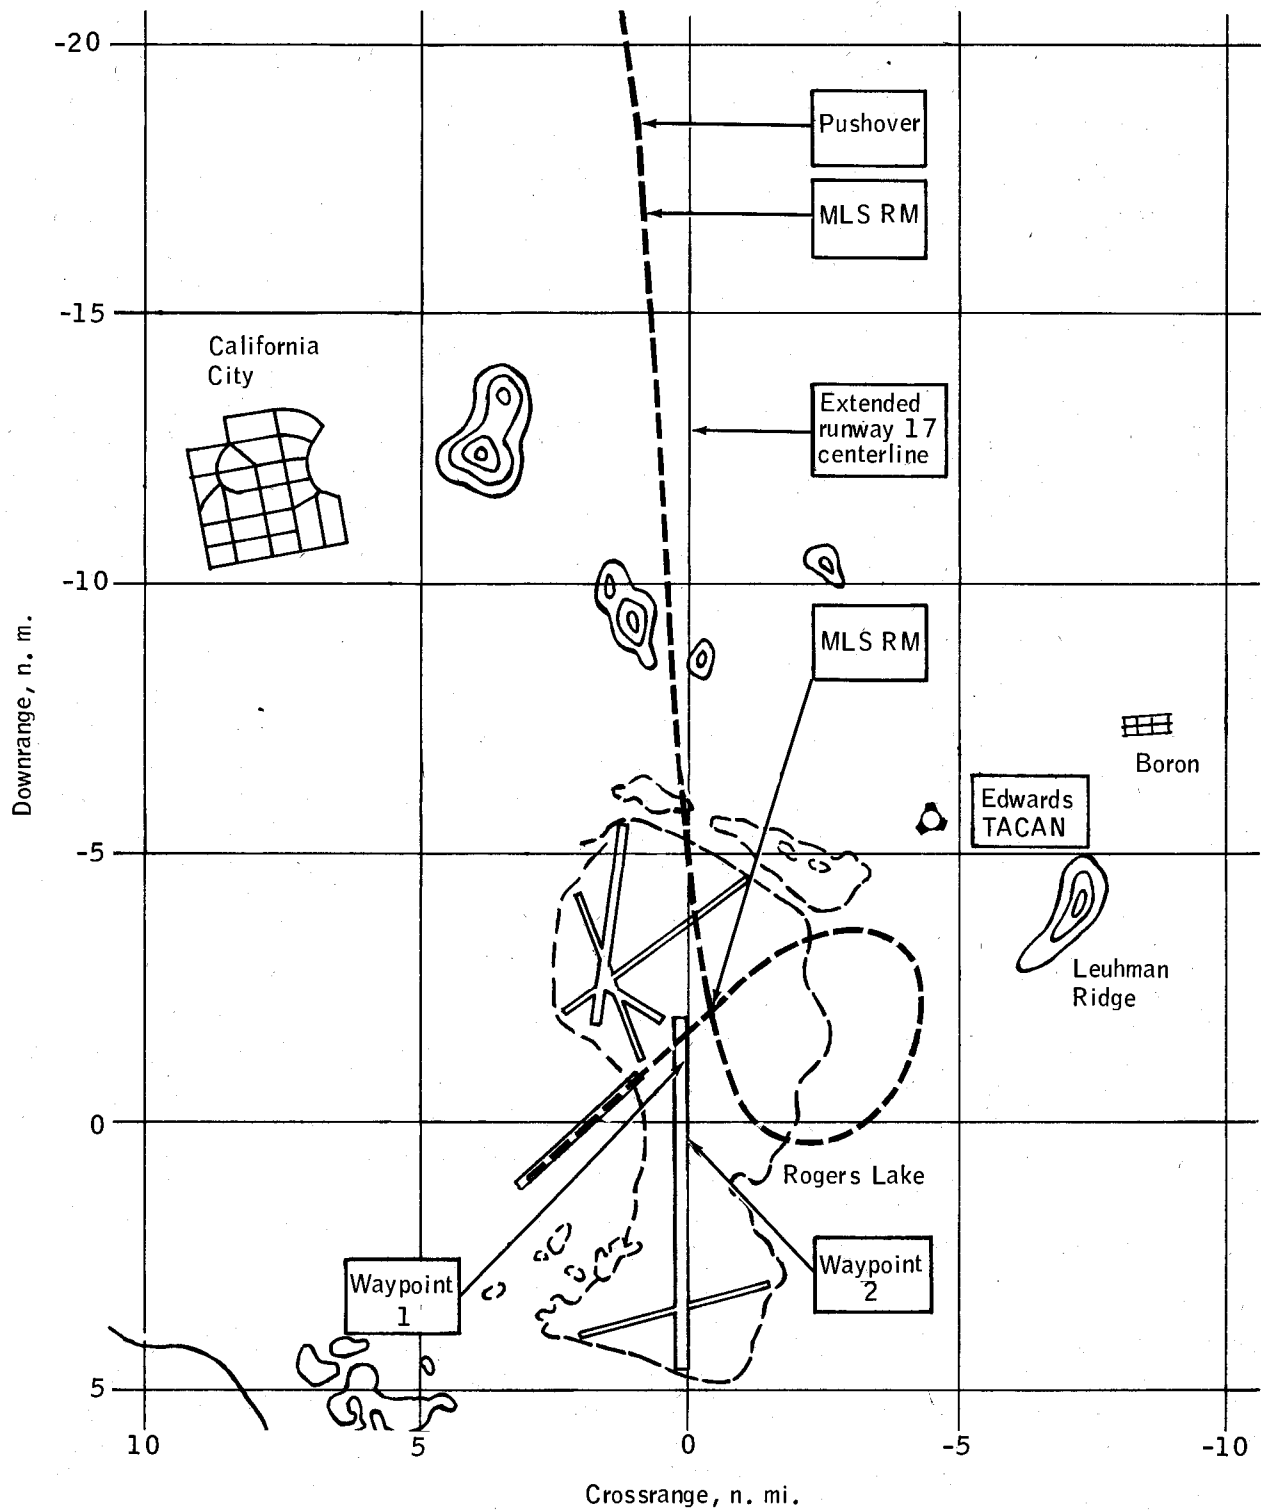 -20
Pushover
MLS RM
-15
California
City
Extended
runway 17
centerline
-10
MLS RM
Downrange, n. m.
Boron
Edwards
TACAN
-5
Leuhman
Ridge
0
Rogers Lake
Waypoint
1
Waypoint
2
5
10
5
0
-5
-10
Crossrange, n. mi.